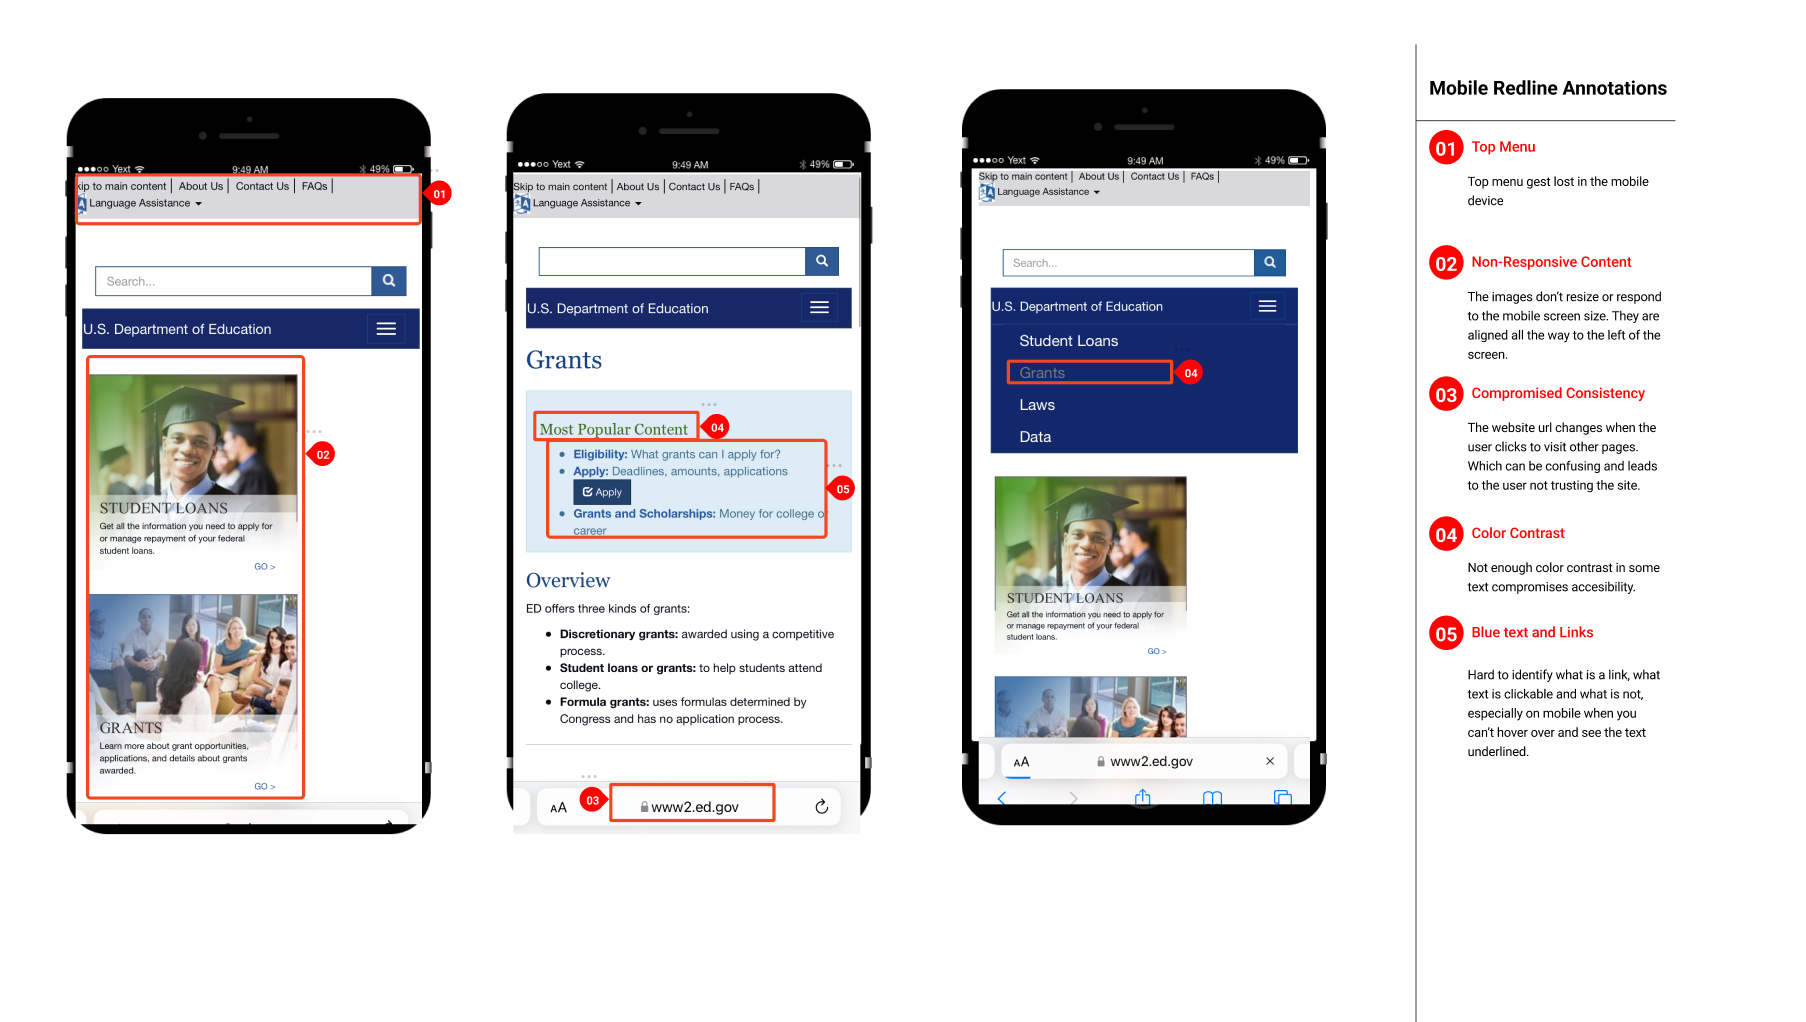 Yext
9:49 AM
49%
kip to main content | About Us | Contact Us | FAQs |
Language Assistance
01
Search...
U.S. Department of Education
STUDENT LOANS
Get all the information you need to apply for
or manage repayment of your federal
student loans.
GO >
02
GRANTS
Learn more about grant opportunities,
applications, and details about grants
awarded.
GO >
Yext
9:49 AM
49%
Skip to main content | About Us | Contact Us | FAQs |
Language Assistance
U.S. Department of Education
Grants
Most Popular Content
04
• Eligibility: What grants can I apply for?
• Apply: Deadlines, amounts, applications
Apply
05
• Grants and Scholarships: Money for college or
career
Overview
ED offers three kinds of grants:
• Discretionary grants: awarded using a competitive
process.
• Student loans or grants: to help students attend
college.
• Formula grants: uses formulas determined by
Congress and has no application process.
03
AA
www2.ed.gov
Yext
9:49 AM
49%
Skip to main content | About Us | Contact Us | FAQs |
Language Assistance
Search...
U.S. Department of Education
Student Loans
Grants
04
Laws
Data
STUDENT LOANS
Get all the information you need to apply for
or manage repayment of your federal
student loans.
GO >
AA
www2.ed.gov
Mobile Redline Annotations
01 Top Menu
Top menu gest lost in the mobile
device
02 Non-Responsive Content
The images don't resize or respond
to the mobile screen size. They are
aligned all the way to the left of the
screen.
03 Compromised Consistency
The website url changes when the
user clicks to visit other pages.
Which can be confusing and leads
to the user not trusting the site.
04 Color Contrast
Not enough color contrast in some
text compromises accesibility.
05 Blue text and Links
Hard to identify what is a link, what
text is clickable and what is not,
especially on mobile when you
can't hover over and see the text
underlined.